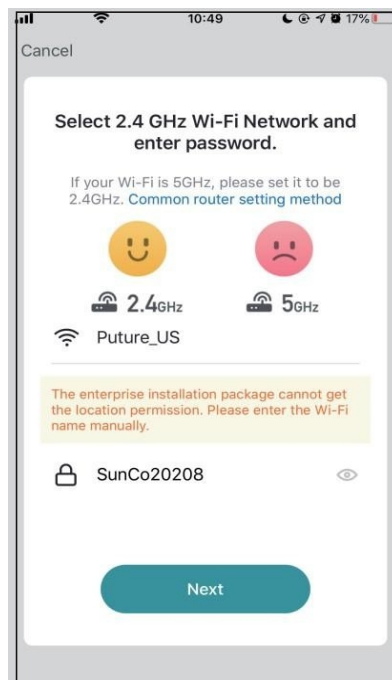 10:49
17%
Cancel
Select 2.4 GHz Wi-Fi Network and
enter password.
If your Wi-Fi is 5GHz, please set it to be
2.4GHz. Common router setting method
2.4GHz
5GHz
Puture_US
The enterprise installation package cannot get
the location permission. Please enter the Wi-Fi
name manually.
SunCo20208
Next